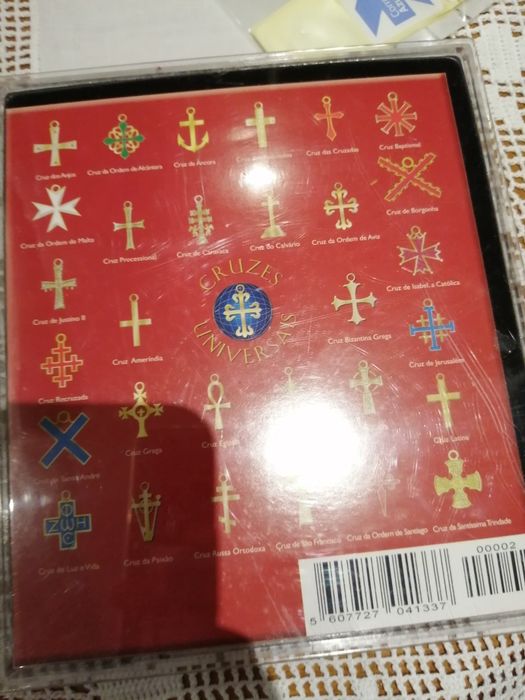 Cruz dos Anjos
Cruz da Ordem de Alcântara
Cruz de Âncora
Cruz das Cruzadas
Cruz Baptismal
Cruz da Ordem de Malta
Cruz Processional
Cruz de Caravaca
Cruz do Calvário
Cruz da Ordem de Avis
Cruz de Borgonha
Cruz de Justino II
Cruz Ameríndia
CRUZES
UNIVERSAIS
Cruz Bizantina Grega
Cruz de Isabel, a Católica
Cruz de Jerusalém
Cruz Recruzada
Cruz Grega
Cruz
Cruz Latina
Cruz de Santo André
ZWH
Cruz de Luz e Vida
Cruz da Paixão
Cruz Russa Ortodoxa
Cruz de São Francisco
Cruz da Ordem de Santiago
Cruz da Santíssima Trindade
00002
5 607727 041337